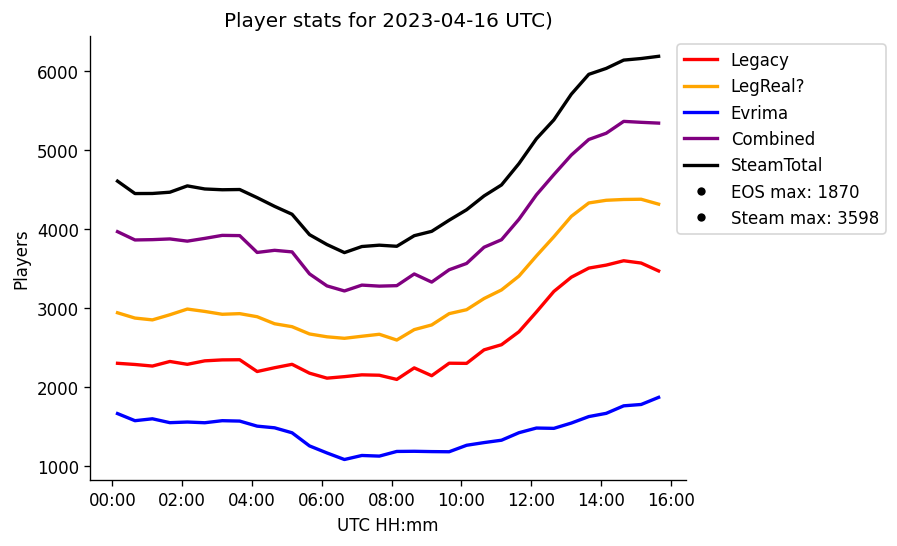 Player stats for 2023-04-16 UTC)
Players
6000
5000
4000
3000
2000
1000
00:00 02:00 04:00 06:00 08:00 10:00 12:00 14:00 16:00
UTC HH:mm
Legacy
LegReal?
Evrima
Combined
SteamTotal
EOS max: 1870
Steam max: 3598